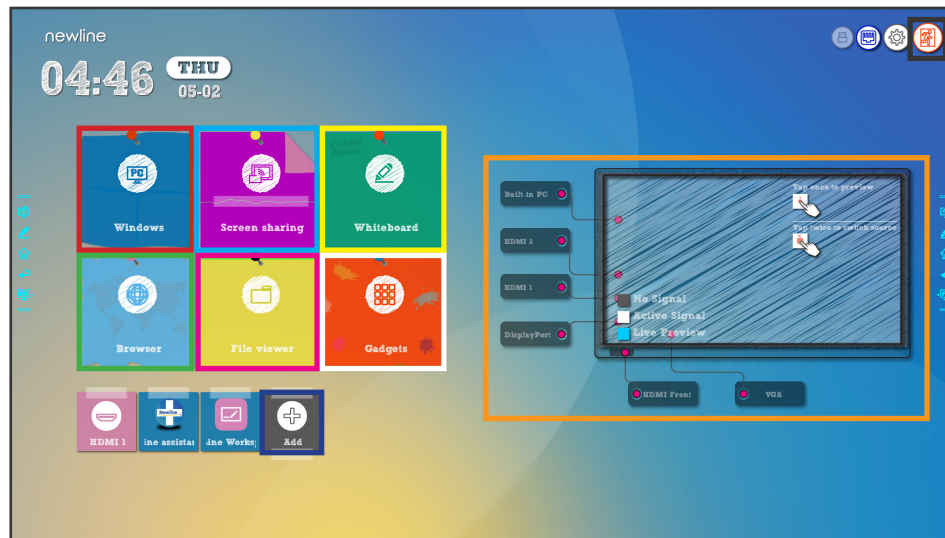 newline
04:46
THU
05-02
PC
Windows
Screen sharing
Whiteboard
Browser
File viewer
Gadgets
HDMI 1
Newline
ine assista
ine Works
Add
Built-in PC
HDMI 2
HDMI 1
DisplayPort
Tap once to preview
Tap twice to switch source
No Signal
Active Signal
Live Preview
HDMI Front
VGA